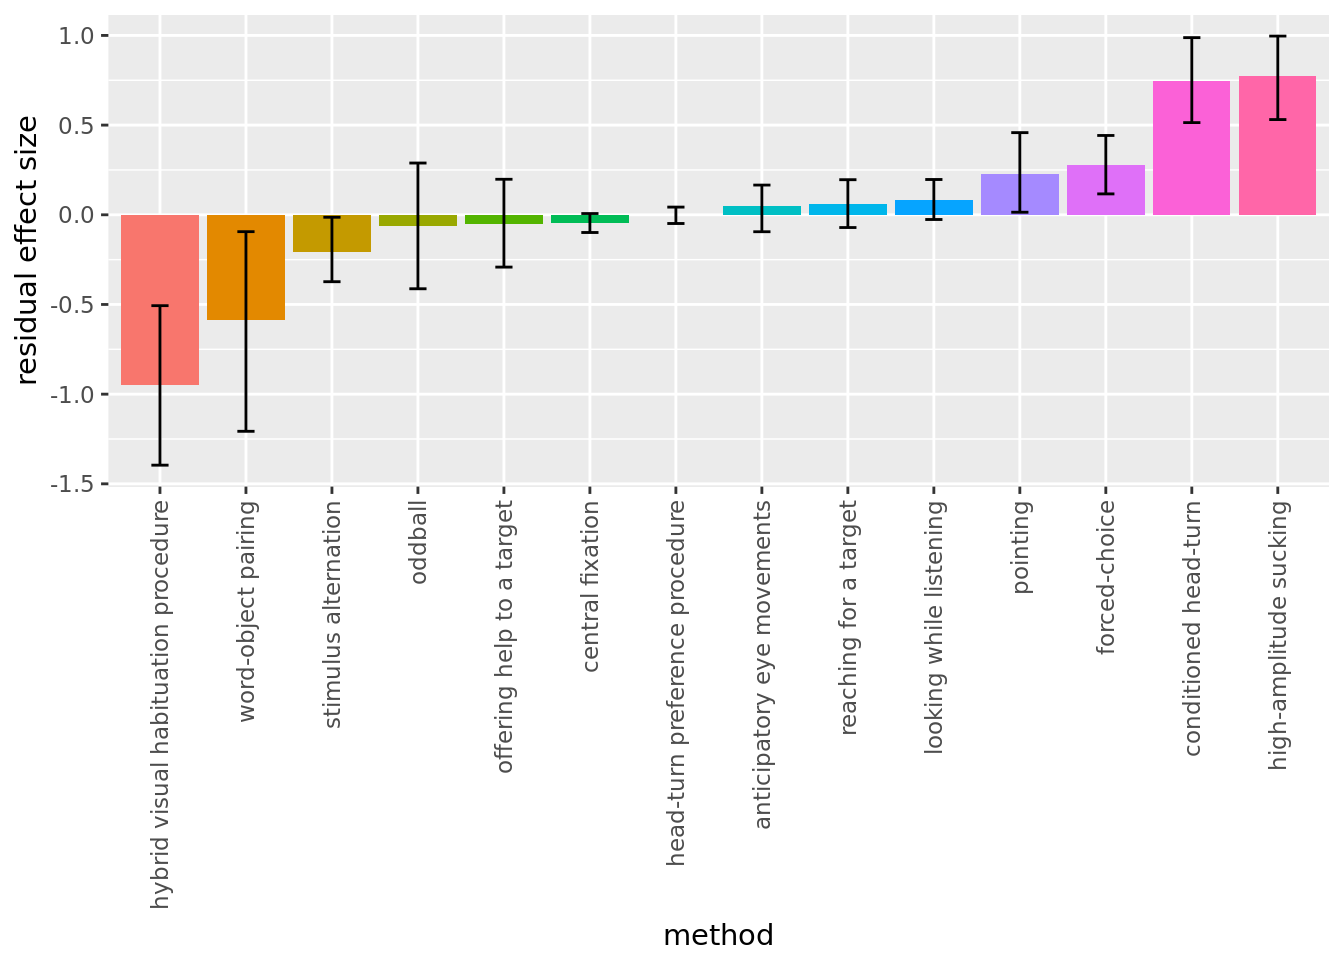 residual effect size
1.0
0.5
0.0
-0.5
-1.0
-1.5
hybrid visual habituation procedure
word-object pairing
stimulus alternation
oddball
offering help to a target
central fixation
head-turn preference procedure
anticipatory eye movements
reaching for a target
looking while listening
pointing
forced-choice
conditioned head-turn
high-amplitude sucking
method